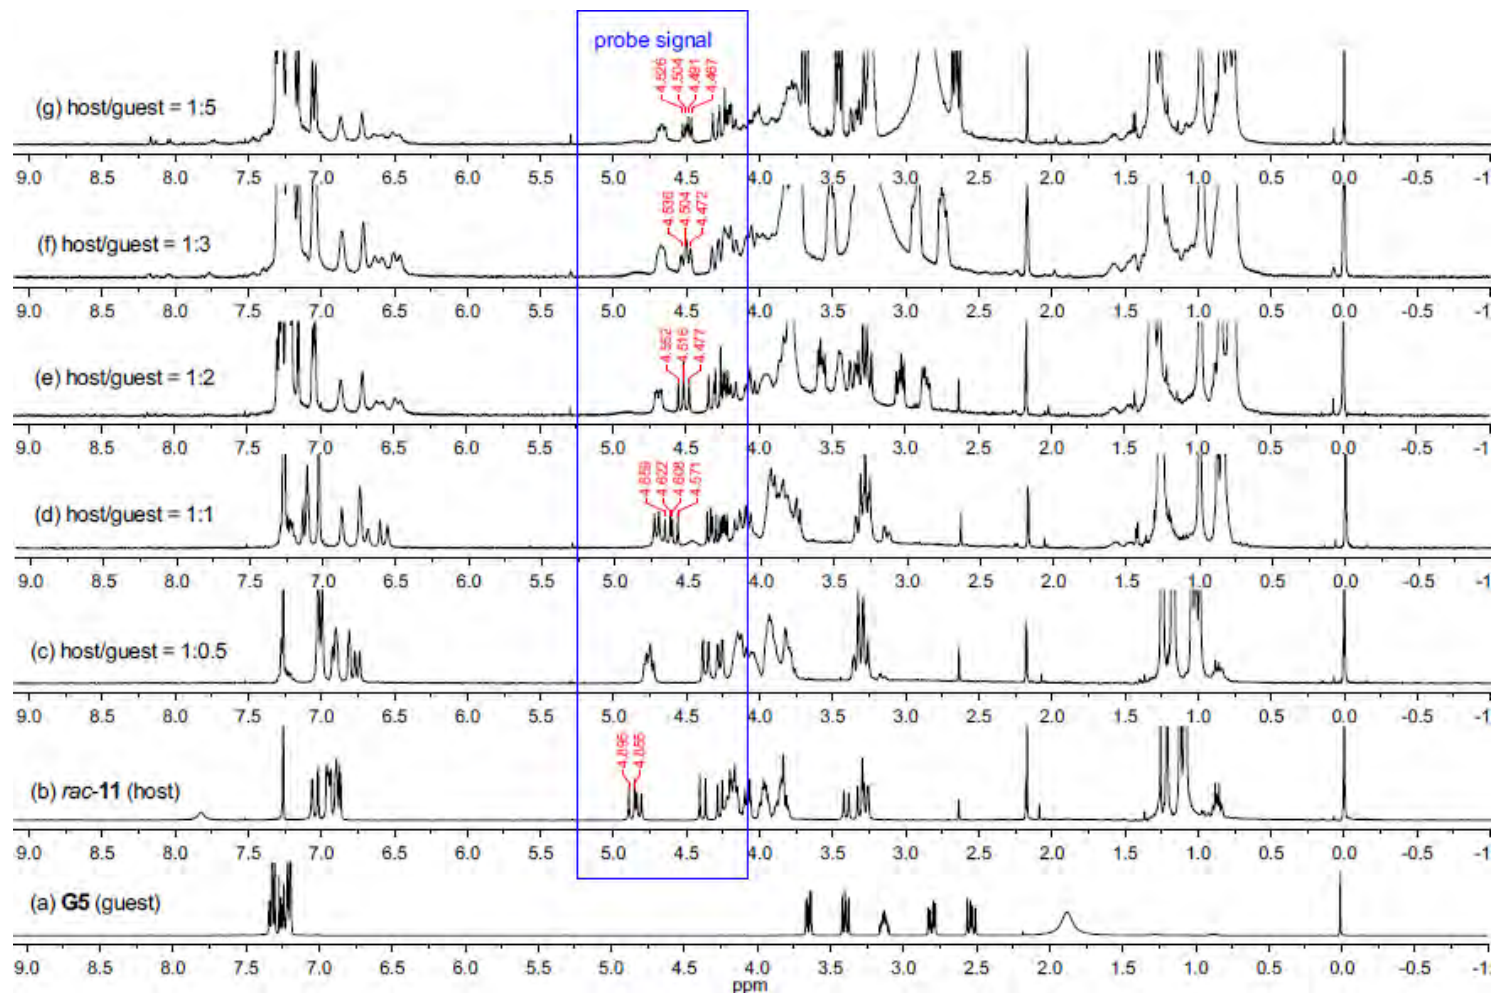 probe signal
4.526
4.504
4.491
4.467
(g) host/guest = 1:5
9.0 8.5 8.0 7.5 7.0 6.5 6.0 5.5 5.0 4.5 4.0 3.5 3.0 2.5 2.0 1.5 1.0 0.5 0.0 -0.5 -1
4.536
4.504
4.472
(f) host/guest = 1:3
9.0 8.5 8.0 7.5 7.0 6.5 6.0 5.5 5.0 4.5 4.0 3.5 3.0 2.5 2.0 1.5 1.0 0.5 0.0 -0.5 -1
4.552
4.516
4.477
(e) host/guest = 1:2
9.0 8.5 8.0 7.5 7.0 6.5 6.0 5.5 5.0 4.5 4.0 3.5 3.0 2.5 2.0 1.5 1.0 0.5 0.0 -0.5 -1
4.659
4.622
4.608
4.571
(d) host/guest = 1:1
9.0 8.5 8.0 7.5 7.0 6.5 6.0 5.5 5.0 4.5 4.0 3.5 3.0 2.5 2.0 1.5 1.0 0.5 0.0 -0.5 -1
(c) host/guest = 1:0.5
9.0 8.5 8.0 7.5 7.0 6.5 6.0 5.5 5.0 4.5 4.0 3.5 3.0 2.5 2.0 1.5 1.0 0.5 0.0 -0.5 -1
4.895
4.855
(b) rac-11 (host)
9.0 8.5 8.0 7.5 7.0 6.5 6.0 5.5 5.0 4.5 4.0 3.5 3.0 2.5 2.0 1.5 1.0 0.5 0.0 -0.5 -1
(a) G5 (guest)
9.0 8.5 8.0 7.5 7.0 6.5 6.0 5.5 5.0 4.5 4.0 3.5 3.0 2.5 2.0 1.5 1.0 0.5 0.0 -0.5 -1
ppm